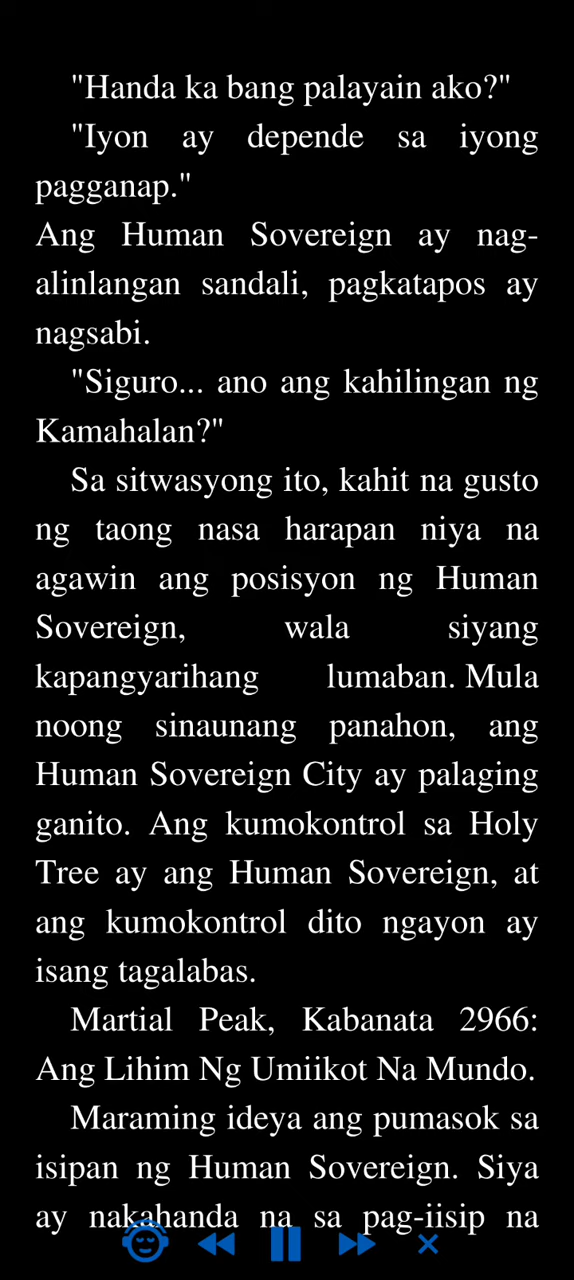 "Handa ka bang palayain ako?"
"Iyon ay depende sa iyong
pagganap."
Ang Human Sovereign ay nag-
alinlangan sandali, pagkatapos ay
nagsabi.
"Siguro... ano ang kahilingan ng
Kamahalan?"
Sa sitwasyong ito, kahit na gusto
ng taong nasa harapan niya na
agawin ang posisyon ng Human
Sovereign, wala siyang
kapangyarihang lumaban. Mula
noong sinaunang panahon, ang
Human Sovereign City ay palaging
ganito. Ang kumokontrol sa Holy
Tree ay ang Human Sovereign, at
ang kumokontrol dito ngayon ay
isang tagalabas.
Martial Peak, Kabanata 2966:
Ang Lihim Ng Umiikot Na Mundo.
Maraming ideya ang pumasok sa
isipan ng Human Sovereign. Siya
ay nakahanda na sa pag-iisip na